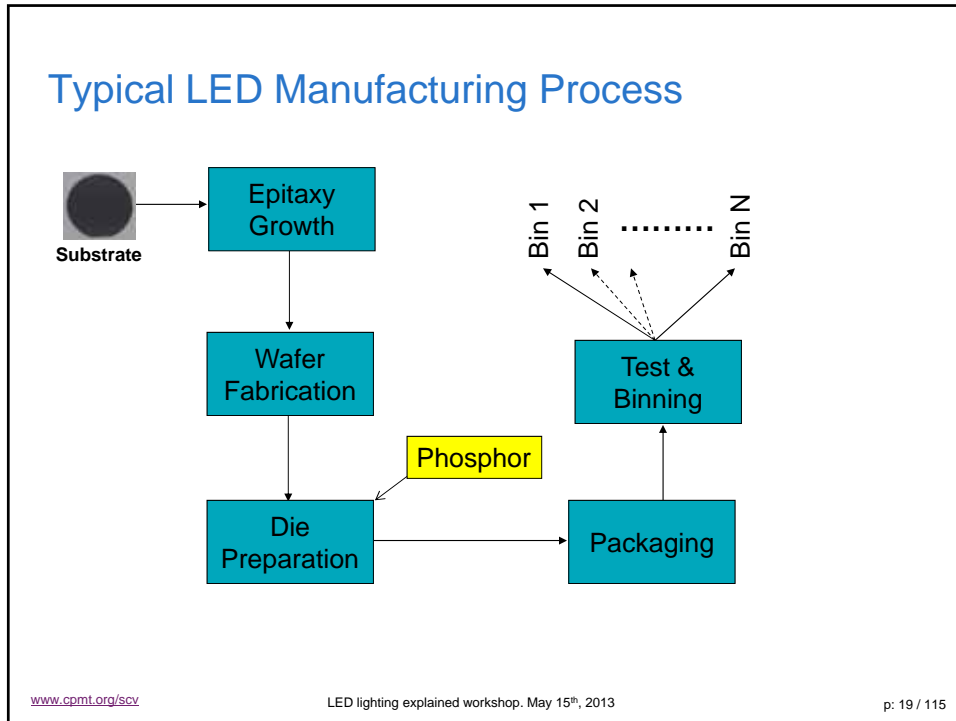 Typical LED Manufacturing Process
Substrate
Epitaxy
Growth
Wafer
Fabrication
Phosphor
Die
Preparation
Packaging
Test &
Binning
Bin 1
Bin 2
.........
Bin N
www.cpmt.org/scv
LED lighting explained workshop. May 15th, 2013
p: 19 / 115